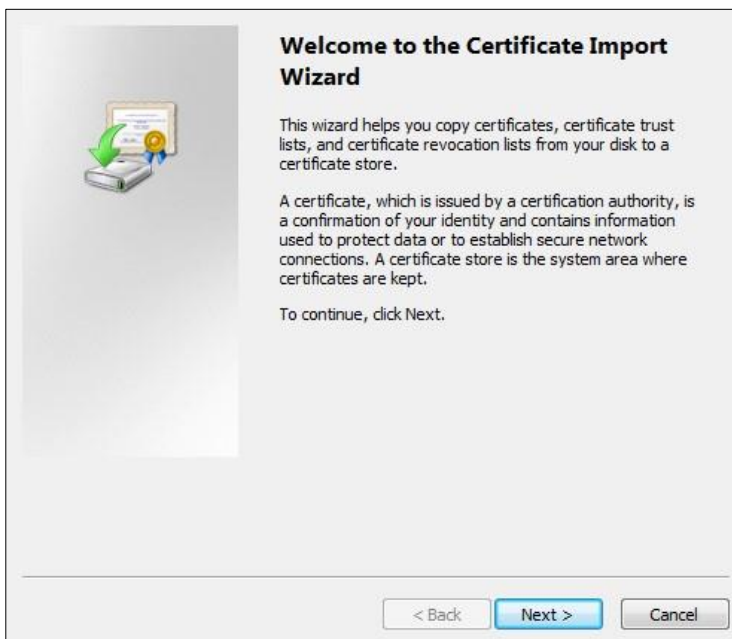 Welcome to the Certificate Import
Wizard
This wizard helps you copy certificates, certificate trust
lists, and certificate revocation lists from your disk to a
certificate store.
A certificate, which is issued by a certification authority, is
a confirmation of your identity and contains information
used to protect data or to establish secure network
connections. A certificate store is the system area where
certificates are kept.
To continue, click Next.
< Back Next > Cancel